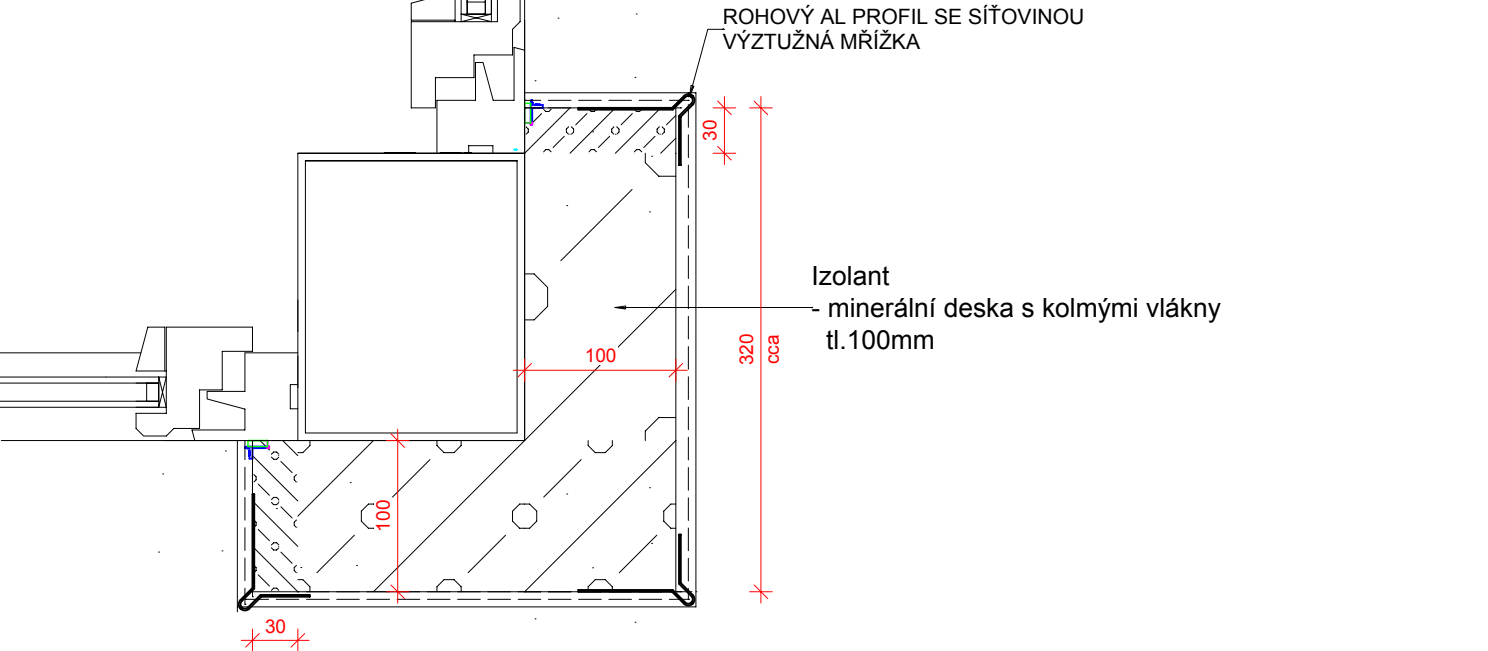 ROHOVÝ AL PROFIL SE SÍŤOVINOU
VÝZTUŽNÁ MŘÍŽKA
30
Izolant
- minerální deska s kolmými vlákny
tl.100mm
100
320
cca
100
30